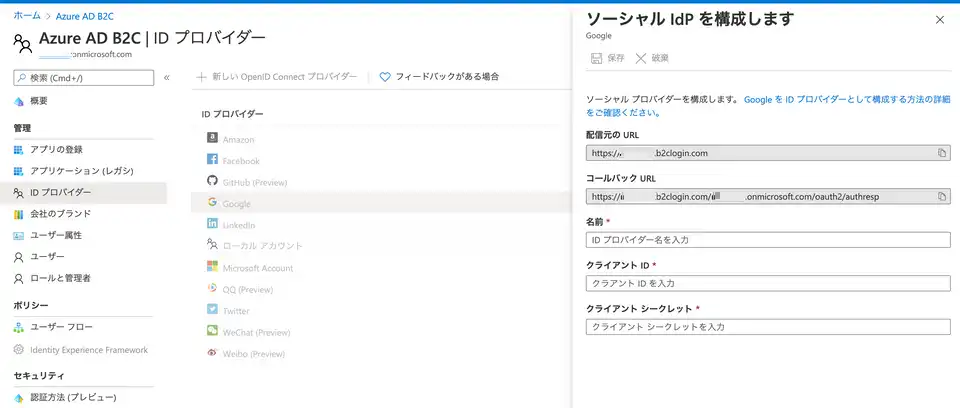 ホーム > Azure AD B2C
Azure AD B2C | ID プロバイダー
.onmicrosoft.com
検索 (Cmd+/)
概要
管理
アプリの登録
アプリケーション (レガシ)
ID プロバイダー
会社のブランド
ユーザー属性
ユーザー
ロールと管理者
ポリシー
ユーザー フロー
Identity Experience Framework
セキュリティ
認証方法 (プレビュー)
新しい OpenID Connect プロバイダー
フィードバックがある場合
ID プロバイダー
Amazon
Facebook
GitHub (Preview)
Google
LinkedIn
ローカル アカウント
Microsoft Account
QQ (Preview)
Twitter
WeChat (Preview)
Weibo (Preview)
ソーシャル IdP を構成します
Google
保存 破棄
ソーシャル プロバイダーを構成します。 Google を ID プロバイダーとして構成する方法の詳細
をご確認ください。
配信元の URL
https:// .b2clogin.com
コールバック URL
https:// .b2clogin.com/ .onmicrosoft.com/oauth2/authresp
名前 *
ID プロバイダー名を入力
クライアント ID *
クラアント ID を入力
クライアント シークレット *
クライアント シークレットを入力